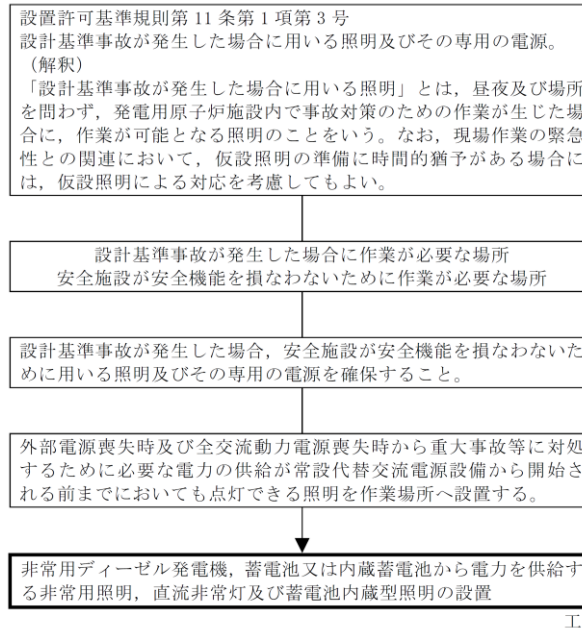 設置許可基準規則第 11 条第 1 項第 3 号
設計基準事故が発生した場合に用いる照明及びその専用の電源。
（解釈）
「設計基準事故が発生した場合に用いる照明」とは，昼夜及び場所
を問わず，発電用原子炉施設内で事故対策のための作業が生じた場
合に，作業が可能となる照明のことをいう。なお，現場作業の緊急
性との関連において，仮設照明の準備に時間的猶予がある場合に
は，仮設照明による対応を考慮してもよい。
設計基準事故が発生した場合に作業が必要な場所
安全施設が安全機能を損なわないために作業が必要な場所
設計基準事故が発生した場合，安全施設が安全機能を損なわないた
めに用いる照明及びその専用の電源を確保すること。
外部電源喪失時及び全交流動力電源喪失時から重大事故等に対処
するために必要な電力の供給が常設代替交流電源設備から開始さ
れる前までにおいても点灯できる照明を作業場所へ設置する。
非常用ディーゼル発電機，蓄電池又は内蔵蓄電池から電力を供給す
る非常用照明，直流非常灯及び蓄電池内蔵型照明の設置
工